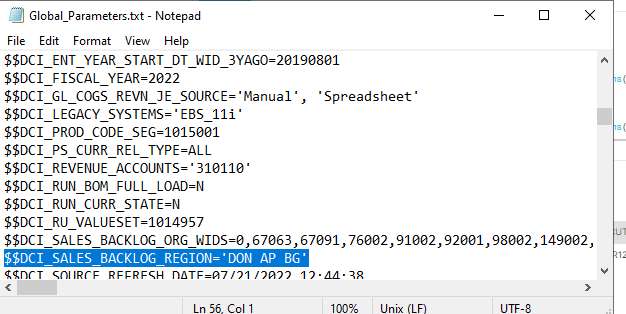 Global_Parameters.txt - Notepad
File Edit Format View Help
$$DCI_ENT_YEAR_START_DT_WID_3YAGO=20190801
$$DCI_FISCAL_YEAR=2022
$$DCI_GL_COGS_REVN_JE_SOURCE='Manual', 'Spreadsheet'
$$DCI_LEGACY_SYSTEMS='EBS_11i'
$$DCI_PROD_CODE_SEG=1015001
$$DCI_PS_CURR_REL_TYPE=ALL
$$DCI_REVENUE_ACCOUNTS='310110'
$$DCI_RUN_BOM_FULL_LOAD=N
$$DCI_RUN_CURR_STATE=N
$$DCI_RU_VALUESET=1014957
$$DCI_SALES_BACKLOG_ORG_WIDS=0,67063,67091,76002,91002,92001,98002,149002,
$$DCI_SALES_BACKLOG_REGION='DON AP BG'
$$DCI_SOURCE_REFRESH_DATE=07/21/2022 12:44:38
Ln 56, Col 1 100% Unix (LF) UTF-8